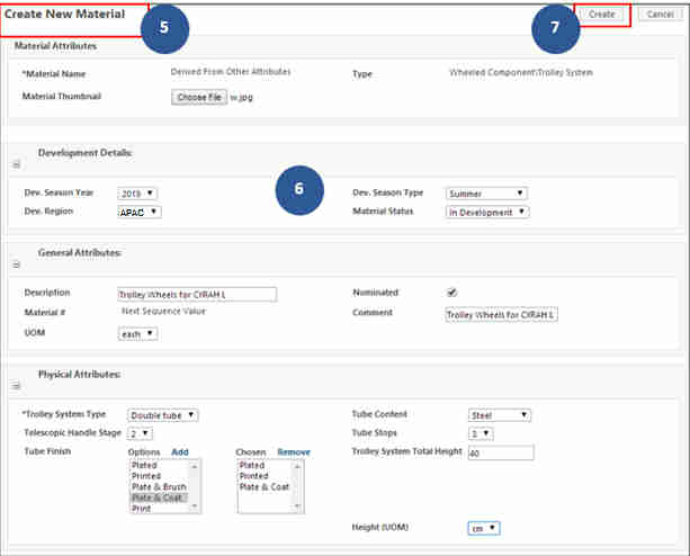 Create New Material
5
7
Create
Cancel
Material Attributes
*Material Name
Derived From Other Attributes
Type
Wheeled Component\Trolley System
Material Thumbnail
Choose File w.jpg
Development Details:
6
Dev. Season Year
2019
Dev. Season Type
Summer
Dev. Region
APAC
Material Status
In Development
General Attributes:
Description
Trolley Wheels for CYRAH L
Nominated
Material #
Next Sequence Value
Comment
Trolley Wheels for CYRAH L
UOM
each
Physical Attributes:
*Trolley System Type
Double tube
Tube Content
Steel
Telescopic Handle Stage
2
Tube Stops
3
Tube Finish
Options Add
Chosen Remove
Trolley System Total Height
40
Plated
Printed
Plate & Brush
Plate & Coat
Print
Plated
Printed
Plate & Coat
Height (UOM)
cm